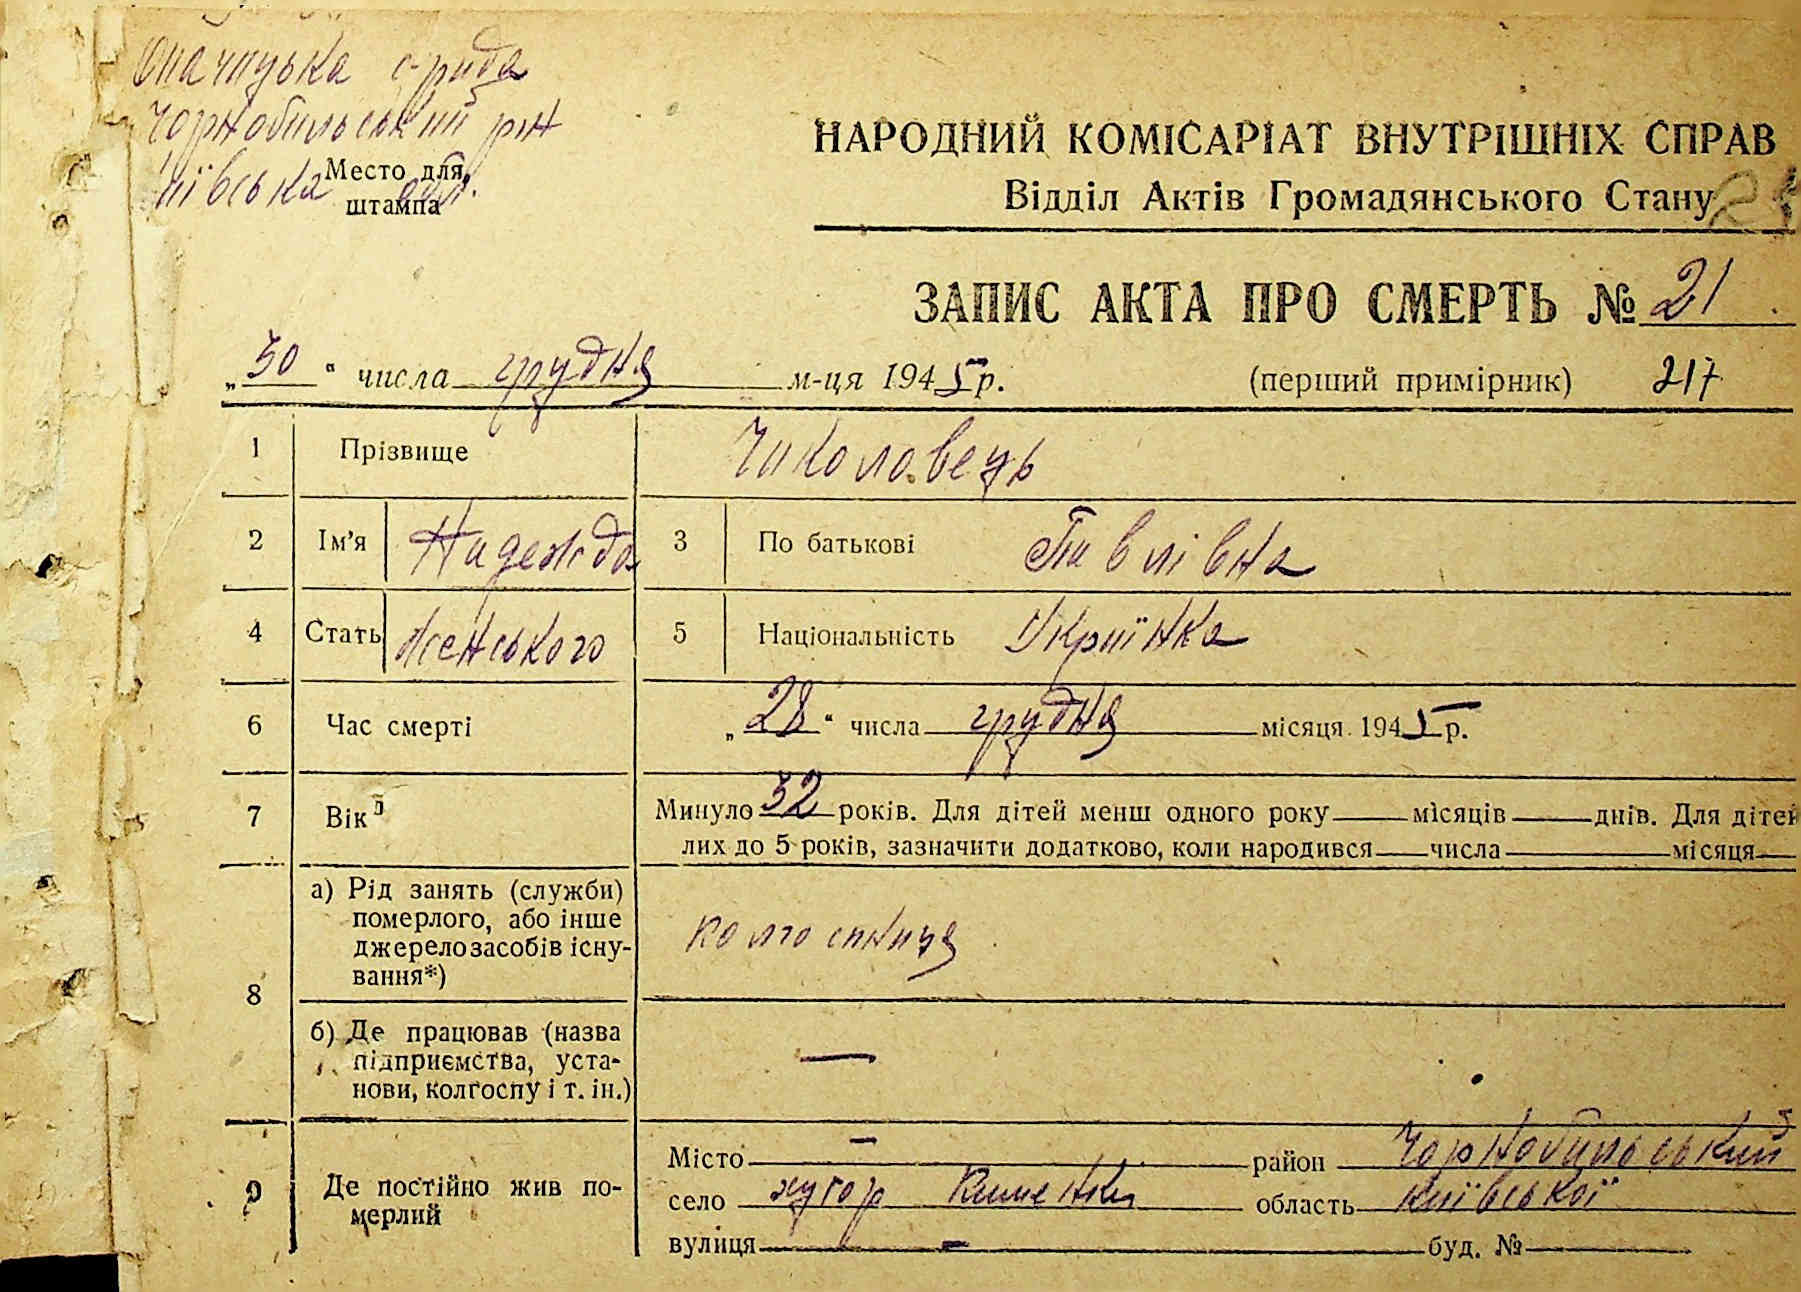 Опачицька с-рада
Чорнобильський р-н
Київська обл.
Место для
штампа
НАРОДНИЙ КОМІСАРІАТ ВНУТРІШНІХ СПРАВ
Відділ Актів Громадянського Стану
ЗАПИС АКТА ПРО СМЕРТЬ № 21
„30“ числа грудня м-ця 1945 р. (перший примірник) 217
1 Прізвище Чиколовець
2 Ім'я Надежда 3 По батькові Павлівна
4 Стать Женського 5 Національність Українка
6 Час смерті „28“ числа грудня місяця 1945 р.
7 Вік Минуло 32 років. Для дітей менш одного року місяців днів. Для дітей
лих до 5 років, зазначити додатково, коли народився числа місяця
8 а) Рід занять (служби)
померлого, або інше
джерело засобів існу-
вання*)
колгоспниця
б) Де працював (назва
підприємства, уста-
нови, колгоспу і т. ін.)
—
9 Де постійно жив по-
мерлий
Місто — район Чорнобильський
село хутор область Київської
вулиця — буд. №